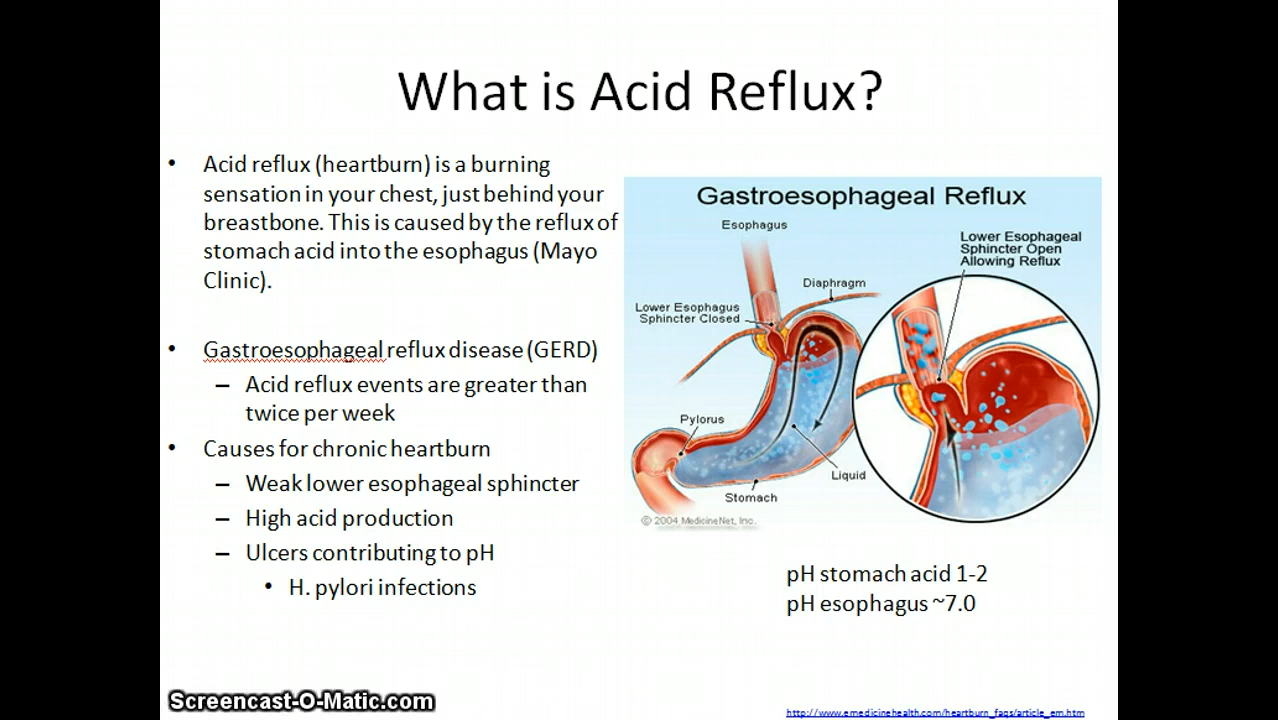 What is Acid Reflux?
• Acid reflux (heartburn) is a burning
sensation in your chest, just behind your
breastbone. This is caused by the reflux of
stomach acid into the esophagus (Mayo
Clinic).
• Gastroesophageal reflux disease (GERD)
– Acid reflux events are greater than
twice per week
• Causes for chronic heartburn
– Weak lower esophageal sphincter
– High acid production
– Ulcers contributing to pH
• H. pylori infections
Gastroesophageal Reflux
Esophagus
Lower Esophageal
Sphincter Open
Allowing Reflux
Diaphragm
Lower Esophagus
Sphincter Closed
Pylorus
Liquid
Stomach
© 2004 MedicineNet, Inc.
pH stomach acid 1-2
pH esophagus ~7.0
Screencast-O-Matic.com
http://www.emedicinehealth.com/heartburn_faqs/article_em.htm